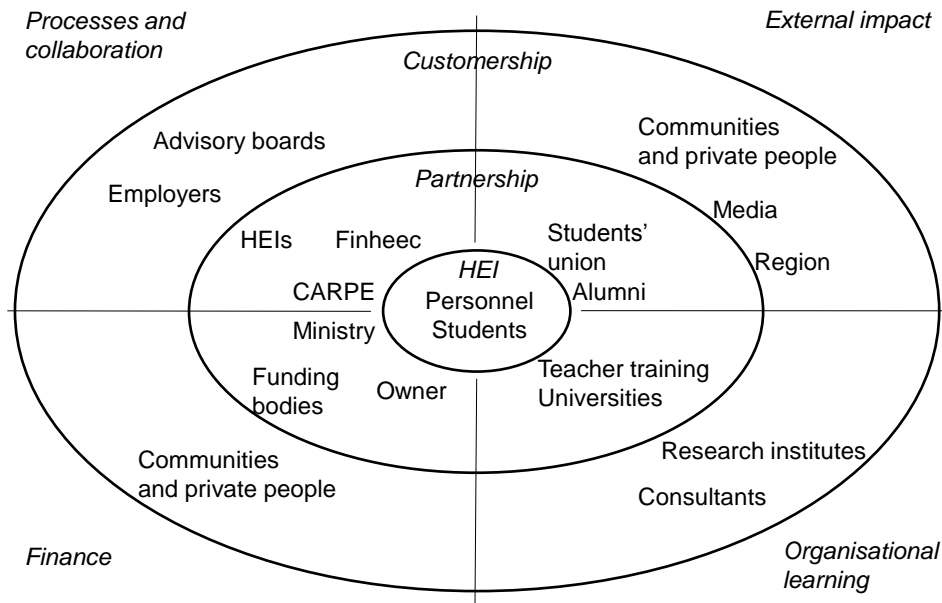 Processes and
collaboration
External impact
Customership
Advisory boards
Communities
and private people
Employers
Partnership
Media
HEIs
Finheec
Students’
union
Region
HEI
CARPE
Alumni
Personnel
Ministry
Students
Funding
bodies
Owner
Teacher training
Universities
Communities
and private people
Research institutes
Consultants
Finance
Organisational
learning